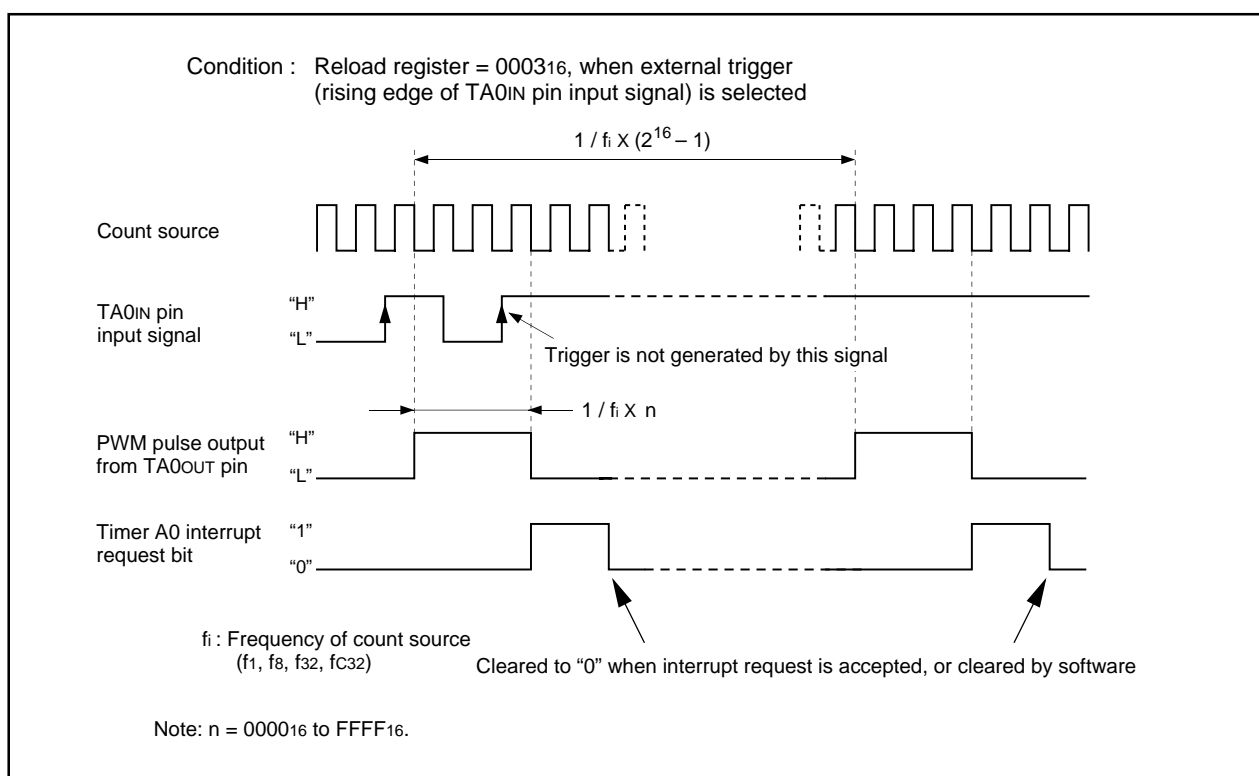 Condition : Reload register = 000316, when external trigger
(rising edge of TA0IN pin input signal) is selected
1 / fi X (2^16 – 1)
Count source
TA0IN pin
input signal
“H”
“L”
Trigger is not generated by this signal
1 / fi X n
PWM pulse output
from TA0OUT pin
“H”
“L”
Timer A0 interrupt
request bit
“1”
“0”
fi : Frequency of count source
(f1, f8, f32, fC32)
Cleared to “0” when interrupt request is accepted, or cleared by software
Note: n = 000016 to FFFF16.